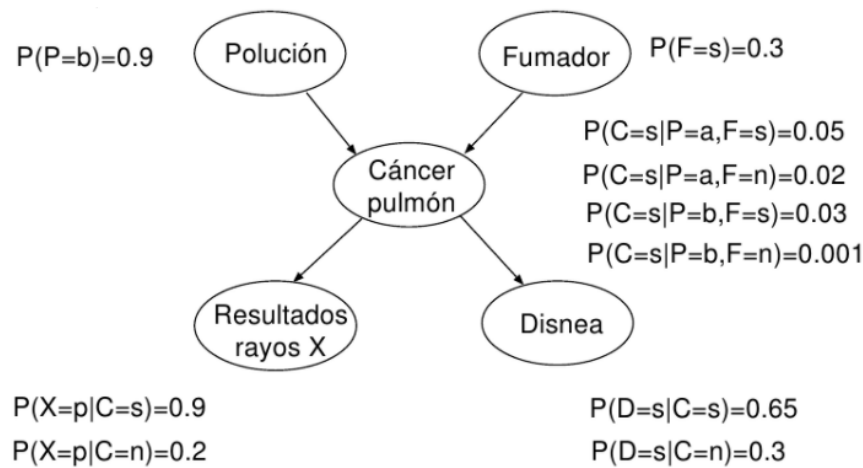 P(P=b)=0.9
Polución
Fumador
P(F=s)=0.3
P(C=s|P=a,F=s)=0.05
P(C=s|P=a,F=n)=0.02
P(C=s|P=b,F=s)=0.03
P(C=s|P=b,F=n)=0.001
Cáncer
pulmón
Resultados
rayos X
Disnea
P(X=p|C=s)=0.9
P(X=p|C=n)=0.2
P(D=s|C=s)=0.65
P(D=s|C=n)=0.3